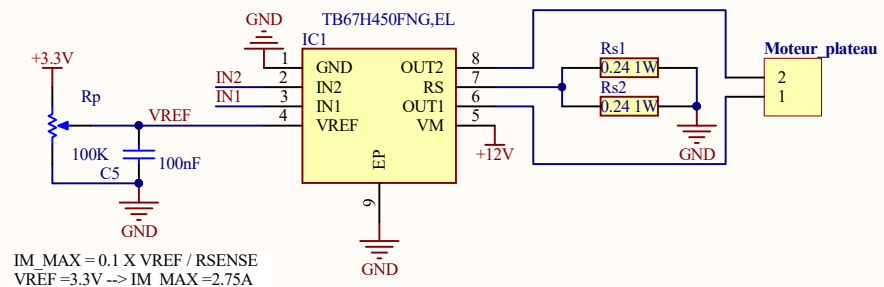 GND
TB67H450FNG,EL
IC1
+3.3V
Rp
VREF
100K
C5
100nF
GND
IN2
IN1
1
2
3
4
GND
IN2
IN1
VREF
EP
9
GND
OUT2
RS
OUT1
VM
8
7
6
5
+12V
Rs1
0.24 1W
Rs2
0.24 1W
GND
Moteur_plateau
2
1
IM_MAX = 0.1 X VREF / RSENSE
VREF =3.3V --> IM_MAX =2.75A